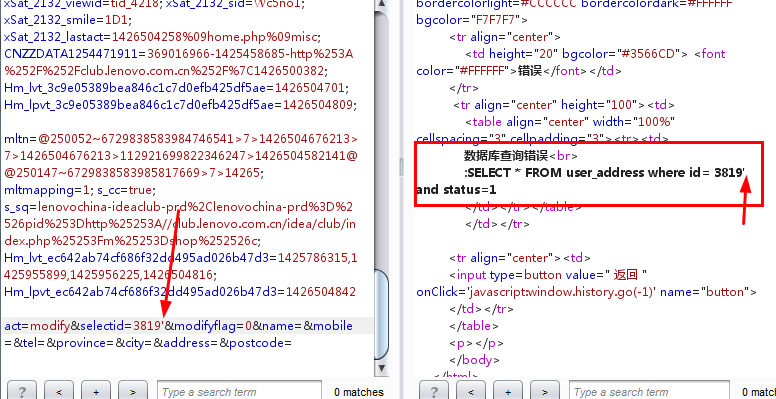 xSat_2132_viewid=tid_4218; xSat_2132_sid=Wc5no1;
xSat_2132_smile=1D1;
xSat_2132_lastact=1426504258%09home.php%09misc;
CNZZDATA1254471911=369016966-1425458685-http%253A
%252F%252Fclub.lenovo.com.cn%252F%7C1426500382;
Hm_lvt_3c9e05389bea846c1c7d0efb425df5ae=1426504701;
Hm_lpvt_3c9e05389bea846c1c7d0efb425df5ae=1426504809;
mltn=@250052~6729838583984746541>7>1426504676213>
7>1426504676213>112921699822346247>1426504582141@
@250147~6729838583985817669>7>14265;
mltmapping=1; s_cc=true;
s_sq=lenovochina-ideaclub-prd%2Clenovochina-prd%3D%2
526pid%253Dhttp%25253A//club.lenovo.com.cn/idea/club/in
dex.php%25253Fm%25253Dshop%252526c;
Hm_lvt_ec642ab74cf686f32dd495ad026b47d3=1425786315,1
425955899,1425956225,1426504816;
Hm_lpvt_ec642ab74cf686f32dd495ad026b47d3=1426504842
act=modify&selectid=3819'&modifyflag=0&name=&mobile
=&tel=&province=&city=&address=&postcode=
? < + > Type a search term 0 matches
bordercolorlight=#CCCCCC bordercolordark=#FFFFFF
bgcolor="F7F7F7">
<tr align="center">
<td height="20" bgcolor="#3566CD"> <font
color="#FFFFFF">错误</font></td>
</tr>
<tr align="center" height="100"><td>
<table align="center" width="100%"
cellspacing="3" cellpadding="3"><tr><td>
数据库查询错误<br>
:SELECT * FROM user_address where id= 3819'
and status=1
</td></tr></table>
</td></tr>
<tr align="center"><td>
<input type=button value=" 返回 "
onClick='javascript:window.history.go(-1)' name="button">
</td></tr>
</table>
<p></p>
</body>
</html>
? < + > Type a search term 0 matches